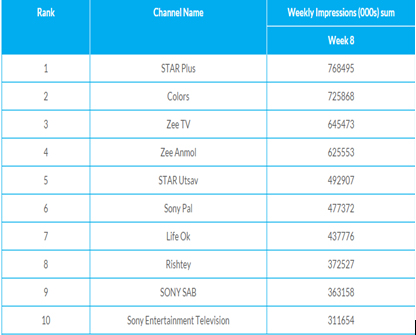 Rank Channel Name Weekly Impressions (000s) sum
Week 8
1 STAR Plus 768495
2 Colors 725868
3 Zee TV 645473
4 Zee Anmol 625553
5 STAR Utsav 492907
6 Sony Pal 477372
7 Life Ok 437776
8 Rishtey 372527
9 SONY SAB 363158
10 Sony Entertainment Television 311654